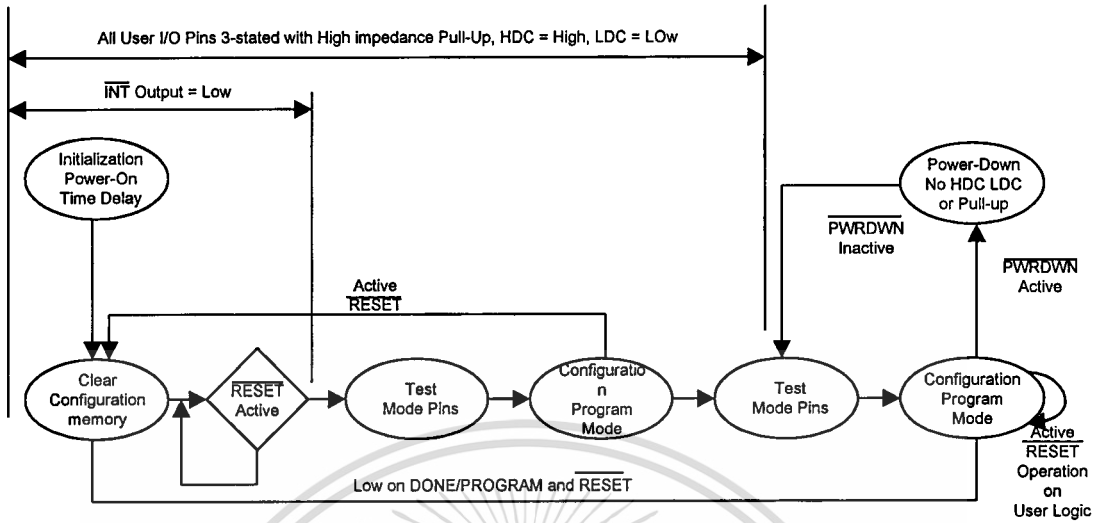 All User I/O Pins 3-stated with High impedance Pull-Up, HDC = High, LDC = LOw
INT Output = Low
Initialization
Power-On
Time Delay
Power-Down
No HDC LDC
or Pull-up
PWRDWN
Inactive
PWRDWN
Active
Active
RESET
Clear
Configuration
memory
RESET
Active
Test
Mode Pins
Configuratio
n
Program
Mode
Test
Mode Pins
Configuration
Program
Mode
Active
RESET
Operation
on
User Logic
Low on DONE/PROGRAM and RESET